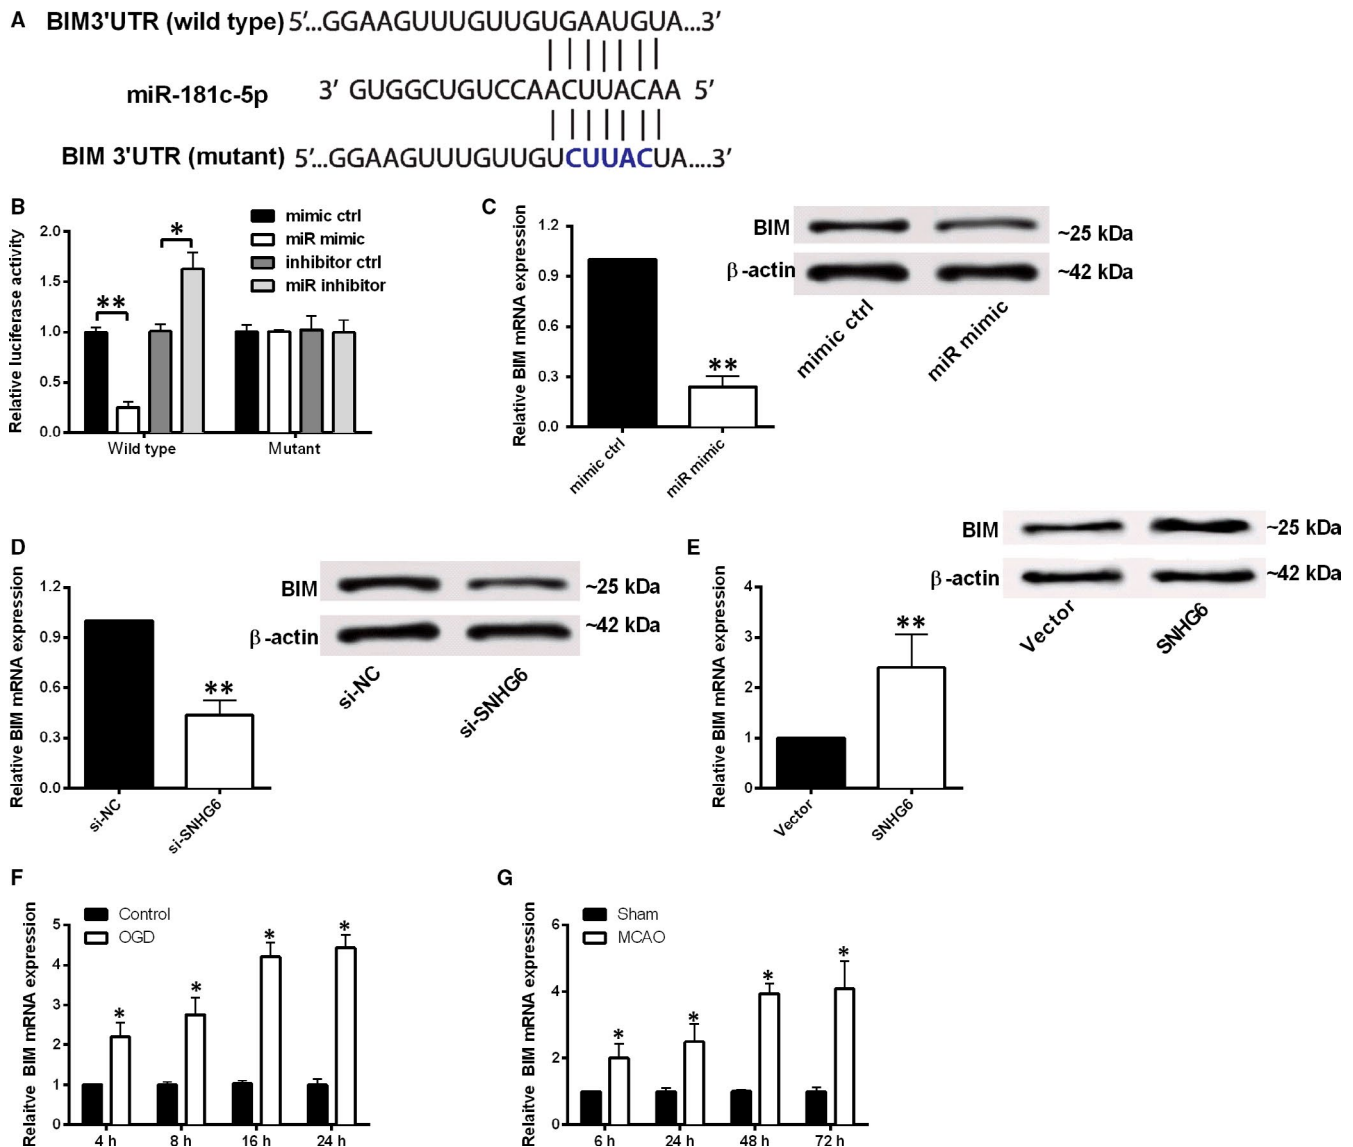 A BIM3'UTR (wild type) 5'...GGAAGUUUGUUGUUGAAUGUA...3'
miR-181c-5p 3' GUGGCUGUCCAACUUACAA 5'
BIM 3'UTR (mutant) 5'...GGAAGUUUGUUGUCUUACUA....3'
B
Relative luciferase activity
2.0
1.5
1.0
0.5
0.0
** *
mimic ctrl
miR mimic
inhibitor ctrl
miR inhibitor
Wild type Mutant
C
Relative BIM mRNA expression
1.2
0.9
0.6
0.3
0.0
**
mimic ctrl miR mimic
BIM ~25 kDa
β-actin ~42 kDa
mimic ctrl miR mimic
D
Relative BIM mRNA expression
1.2
0.9
0.6
0.3
0.0
**
si-NC si-SNHG6
BIM ~25 kDa
β-actin ~42 kDa
si-NC si-SNHG6
E
Relative BIM mRNA expression
4
3
2
1
0
**
Vector SNHG6
BIM ~25 kDa
β-actin ~42 kDa
Vector SNHG6
F
Relaitve BIM mRNA expression
5
4
3
2
1
0
Control
OGD
* * * *
4 h 8 h 16 h 24 h
G
Relaitve BIM mRNA expression
6
4
2
0
Sham
MCAO
* * * *
6 h 24 h 48 h 72 h